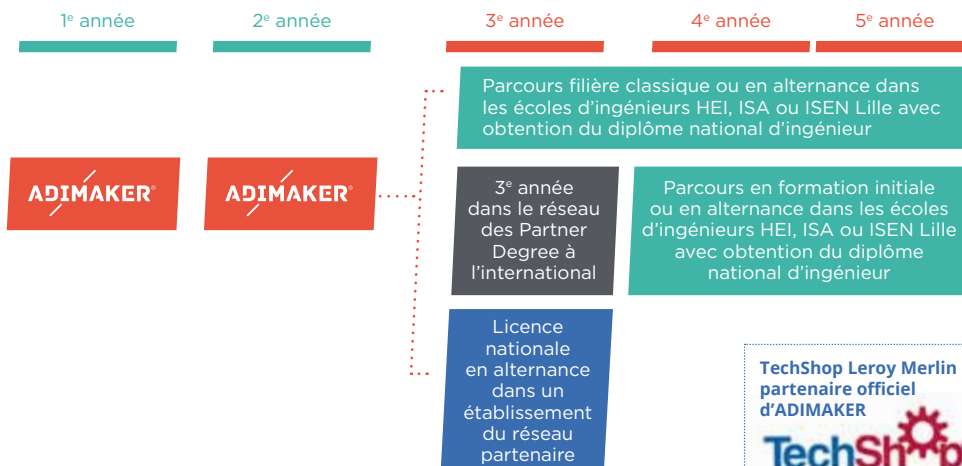 1e année
2e année
3e année
4e année
5e année
Parcours filière classique ou en alternance dans
les écoles d'ingénieurs HEI, ISA ou ISEN Lille avec
obtention du diplôme national d'ingénieur
ADIMAKER®
ADIMAKER®
3e année
dans le réseau
des Partner
Degree à
l'international
Parcours en formation initiale
ou en alternance dans les écoles
d'ingénieurs HEI, ISA ou ISEN Lille
avec obtention du diplôme
national d'ingénieur
Licence
nationale
en alternance
dans un
établissement
du réseau
partenaire
TechShop Leroy Merlin
partenaire officiel
d'ADIMAKER
TechShop